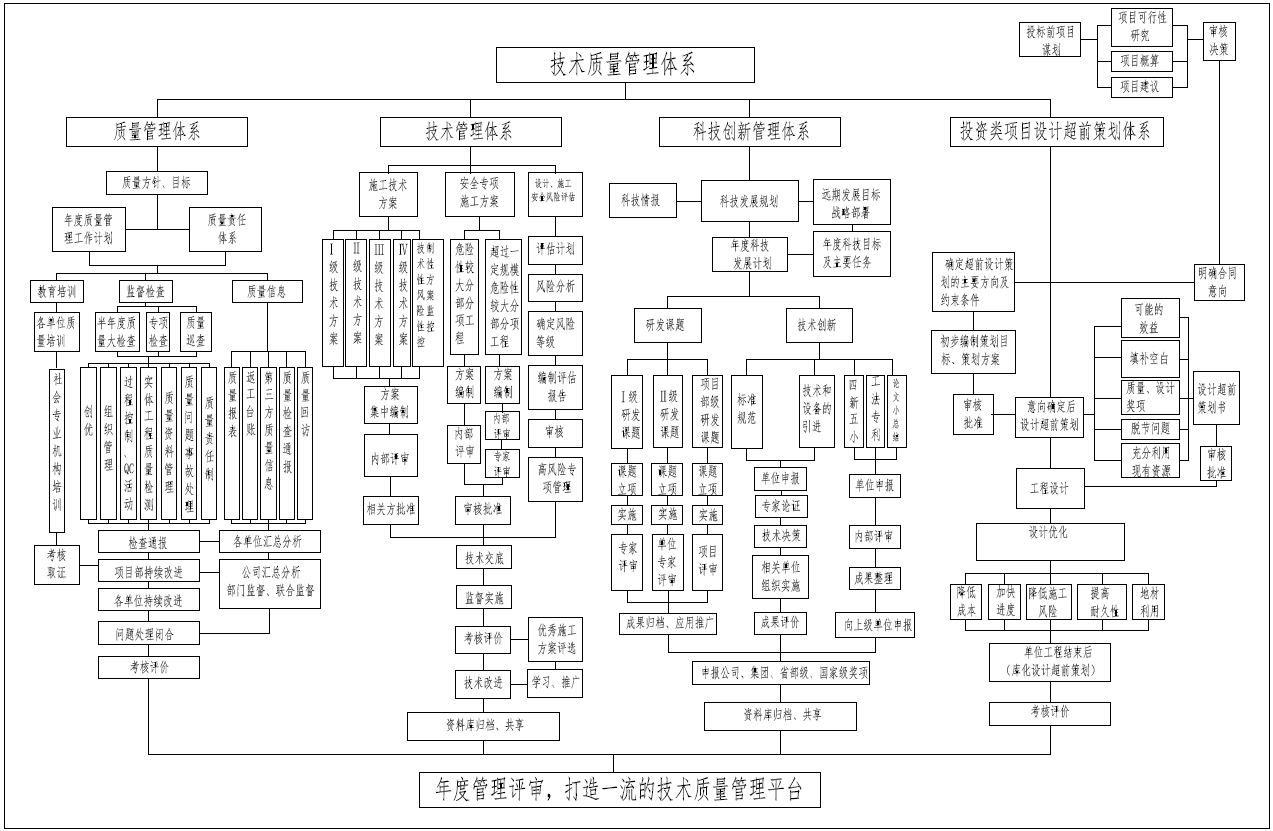 技术质量管理体系
投标前项目
谋划
项目可行性
研究
项目概算
项目建议
审核
决策
质量管理体系
质量方针、目标
年度质量管
理工作计划
质量责任
体系
教育培训
监督检查
质量信息
各单位质
量培训
半年度质
量大检查
专项
检查
质量
巡查
社会专业机构培训
创优
组织管理
过程控制、QC活动
实体工程质量检测
质量资料管理
质量问题事故处理
质量责任制
质量报表
返工台账
第三方质量信息
质量检查通报
质量回访
考核
取证
检查通报
各单位汇总分析
项目部持续改进
公司汇总分析
部门监督、联合监督
各单位持续改进
问题处理闭合
考核评价
技术管理体系
施工技术
方案
安全专项
施工方案
设计、施工
安全风险评估
Ⅰ级技术方案
Ⅱ级技术方案
Ⅲ级技术方案
Ⅳ级技术方案
技制
术性
性方
风案
险监
性控
控
危险
性较
大分
部分
项工
程
超过一
定规模
危险性
较大分
部分项
工程
评估计划
风险分析
确定风险
等级
编制评估
报告
审核
高风险专
项管理
方案
集中编制
内部评审
相关方批准
方案
编制
内部
评审
方案
编制
内部
评审
专家
评审
审核批准
技术交底
监督实施
考核评价
优秀施工
方案评选
技术改进
学习、推广
资料库归档、共享
科技创新管理体系
科技情报
科技发展规划
远期发展目标
战略部署
年度科技
发展计划
年度科技目标
及主要任务
研发课题
技术创新
Ⅰ级
研发
课题
Ⅱ级
研发
课题
项目
部级
研发
课题
标准
规范
技术和
设备的
引进
四新五小
工法专利
论文小总结
课题
立项
课题
立项
课题
立项
实施
实施
实施
专家
评审
单位
专家
评审
项目
评审
成果归档、应用推广
单位申报
专家论证
技术决策
相关单位
组织实施
成果评价
单位申报
内部评审
成果整理
向上级单位申报
申报公司、集团、省部级、国家级奖项
资料库归档、共享
投资类项目设计超前策划体系
确定超前设计策
划的主要方向及
约束条件
明确合同
意向
初步编制策划目
标、策划方案
审核
批准
意向确定后
设计超前策划
可能的
效益
填补空白
质量、设计
奖项
脱节问题
充分利用
现有资源
设计超前
策划书
审核
批准
工程设计
设计优化
降低
成本
加快
进度
降低施工
风险
提高
耐久性
地材
利用
单位工程结束后
（库化设计超前策划）
考核评价
年度管理评审，打造一流的技术质量管理平台